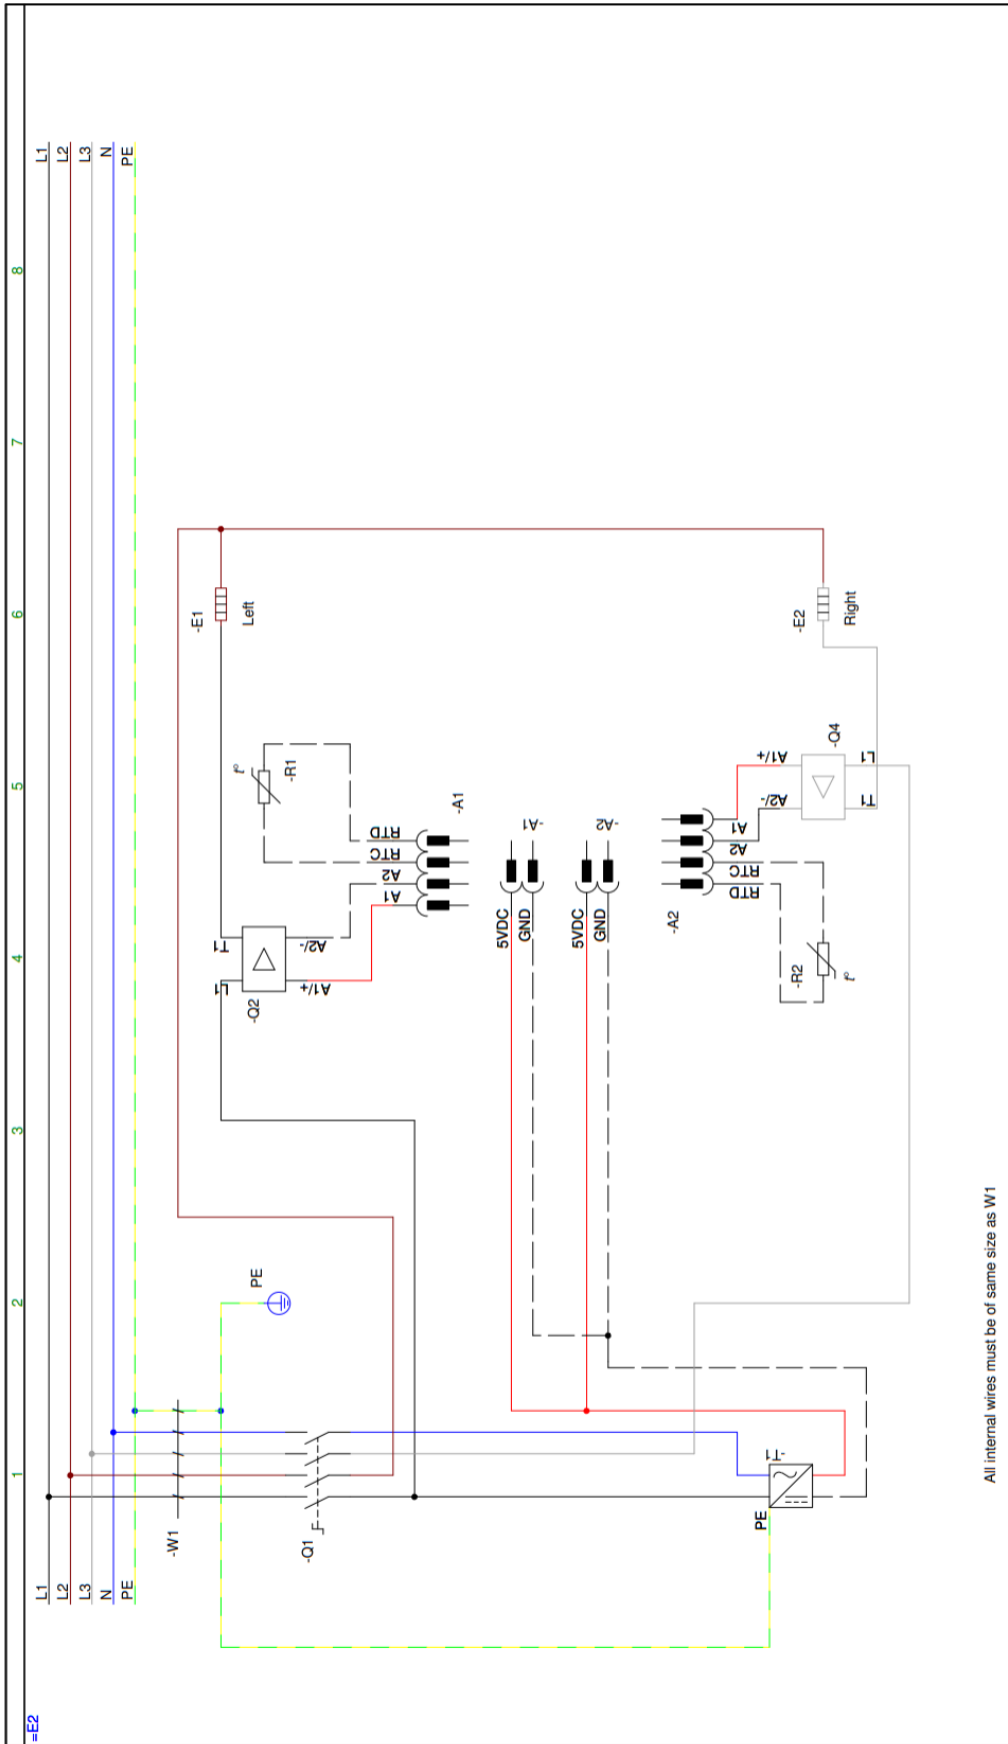 =E2
1
2
3
4
5
6
7
8
L1
L2
L3
N
PE
L1
L2
L3
N
PE
-W1
PE
-E1
Left
-Q1
-Q2
L1
T1
A1/+
A2/-
t°
-R1
A1
A2
RTC
RTD
-A1
5VDC
GND
-A1
5VDC
GND
-A2
-A2
RTD
RTC
A2
A1
PE
-T1
-R2
t°
A2/-
A1/+
-Q4
T1
L1
-E2
Right
All internal wires must be of same size as W1